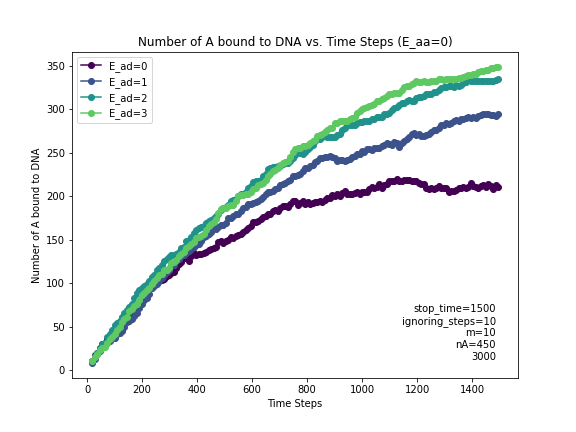 Number of A bound to DNA vs. Time Steps (E_aa=0)
E_ad=0
E_ad=1
E_ad=2
E_ad=3
Number of A bound to DNA
350
300
250
200
150
100
50
0
stop_time=1500
ignoring_steps=10
m=10
nA=450
3000
0 200 400 600 800 1000 1200 1400
Time Steps